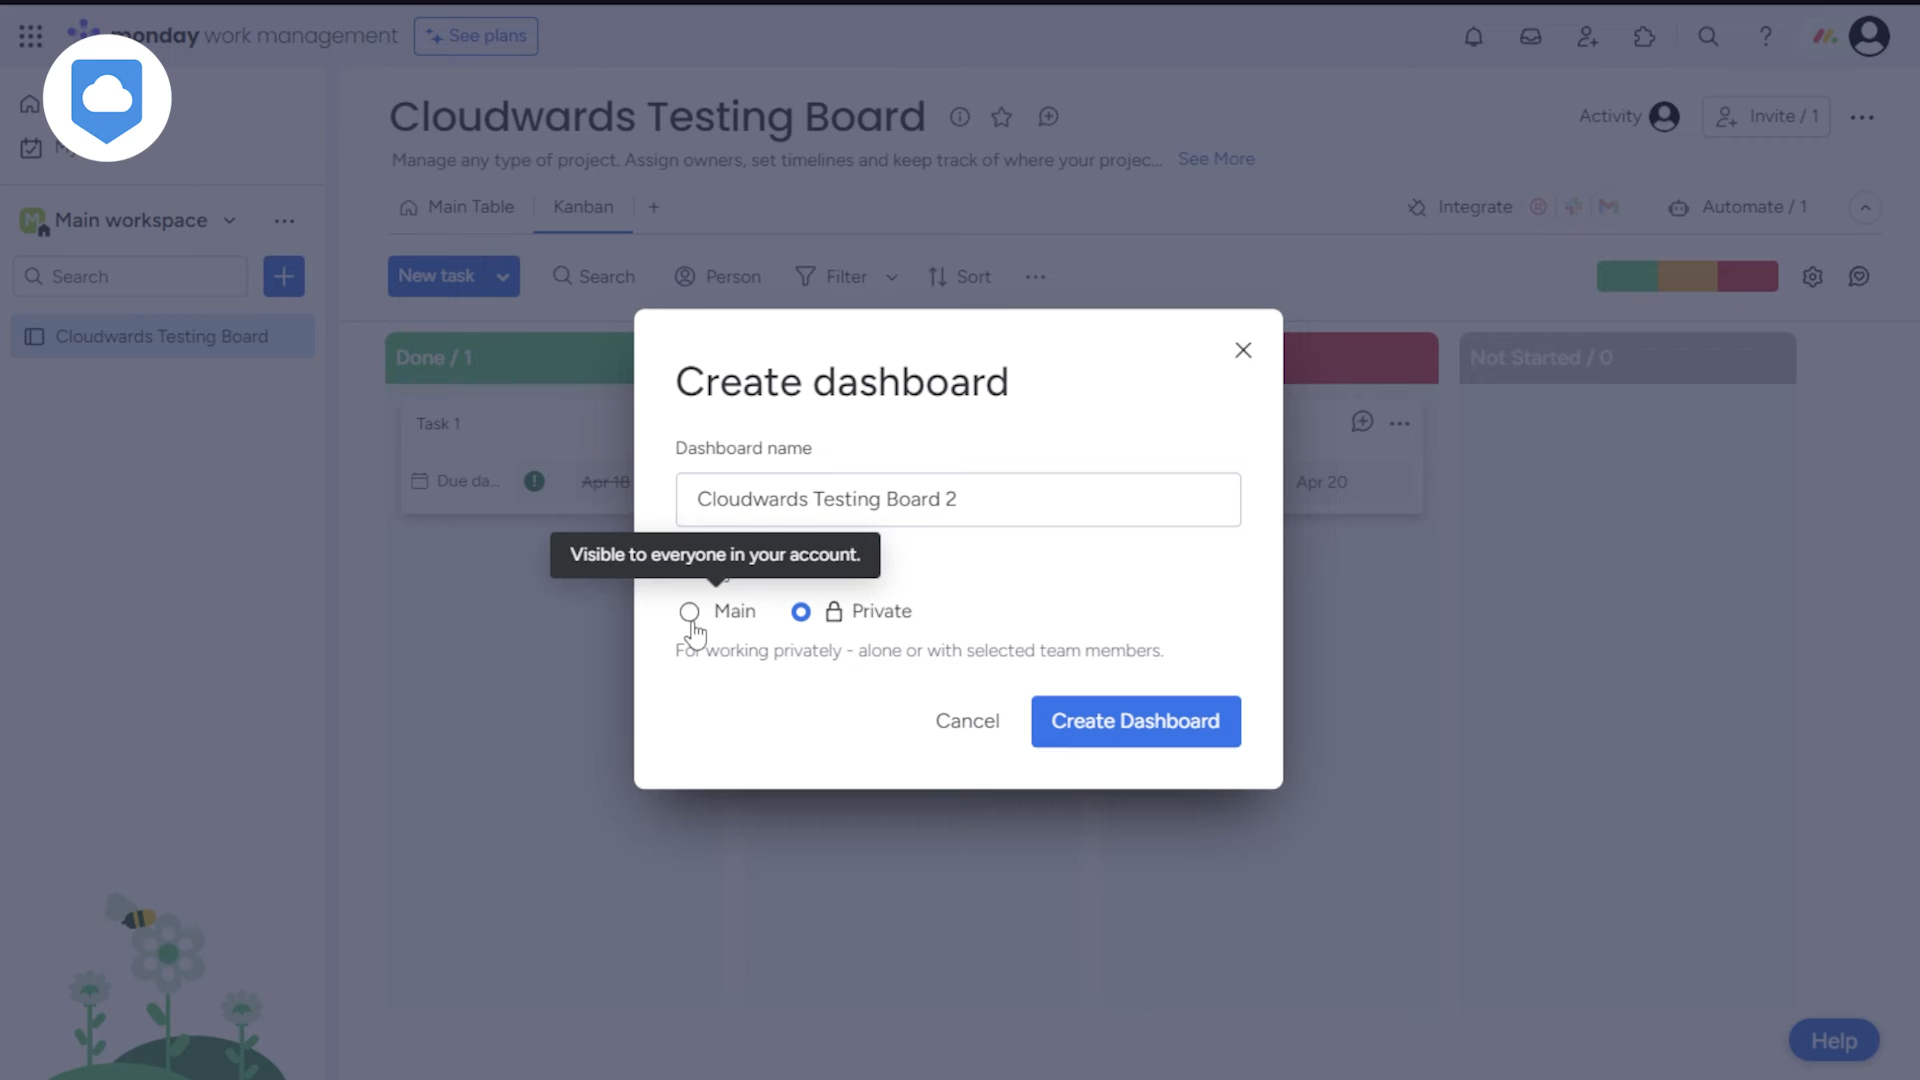 monday work management
See plans
Cloudwards Testing Board
Activity
Invite / 1
Manage any type of project. Assign owners, set timelines and keep track of where your projec...
See More
Main workspace
Main Table
Kanban
Integrate
Automate / 1
Search
New task
Search
Person
Filter
Sort
Cloudwards Testing Board
Done / 1
Not Started / 0
Task 1
Due da...
Apr 18
Apr 20
Create dashboard
Dashboard name
Cloudwards Testing Board 2
Visible to everyone in your account.
Main
Private
For working privately - alone or with selected team members.
Cancel
Create Dashboard
Help